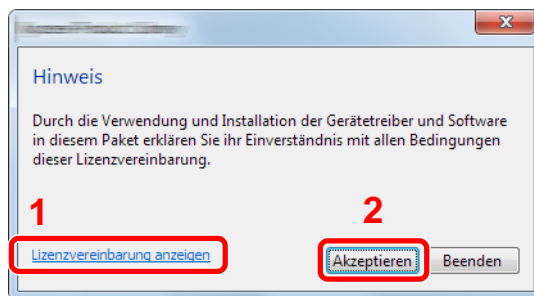 Hinweis
Durch die Verwendung und Installation der Gerätetreiber und Software
in diesem Paket erklären Sie ihr Einverständnis mit allen Bedingungen
dieser Lizenzvereinbarung.
1
2
Lizenzvereinbarung anzeigen
Akzeptieren
Beenden